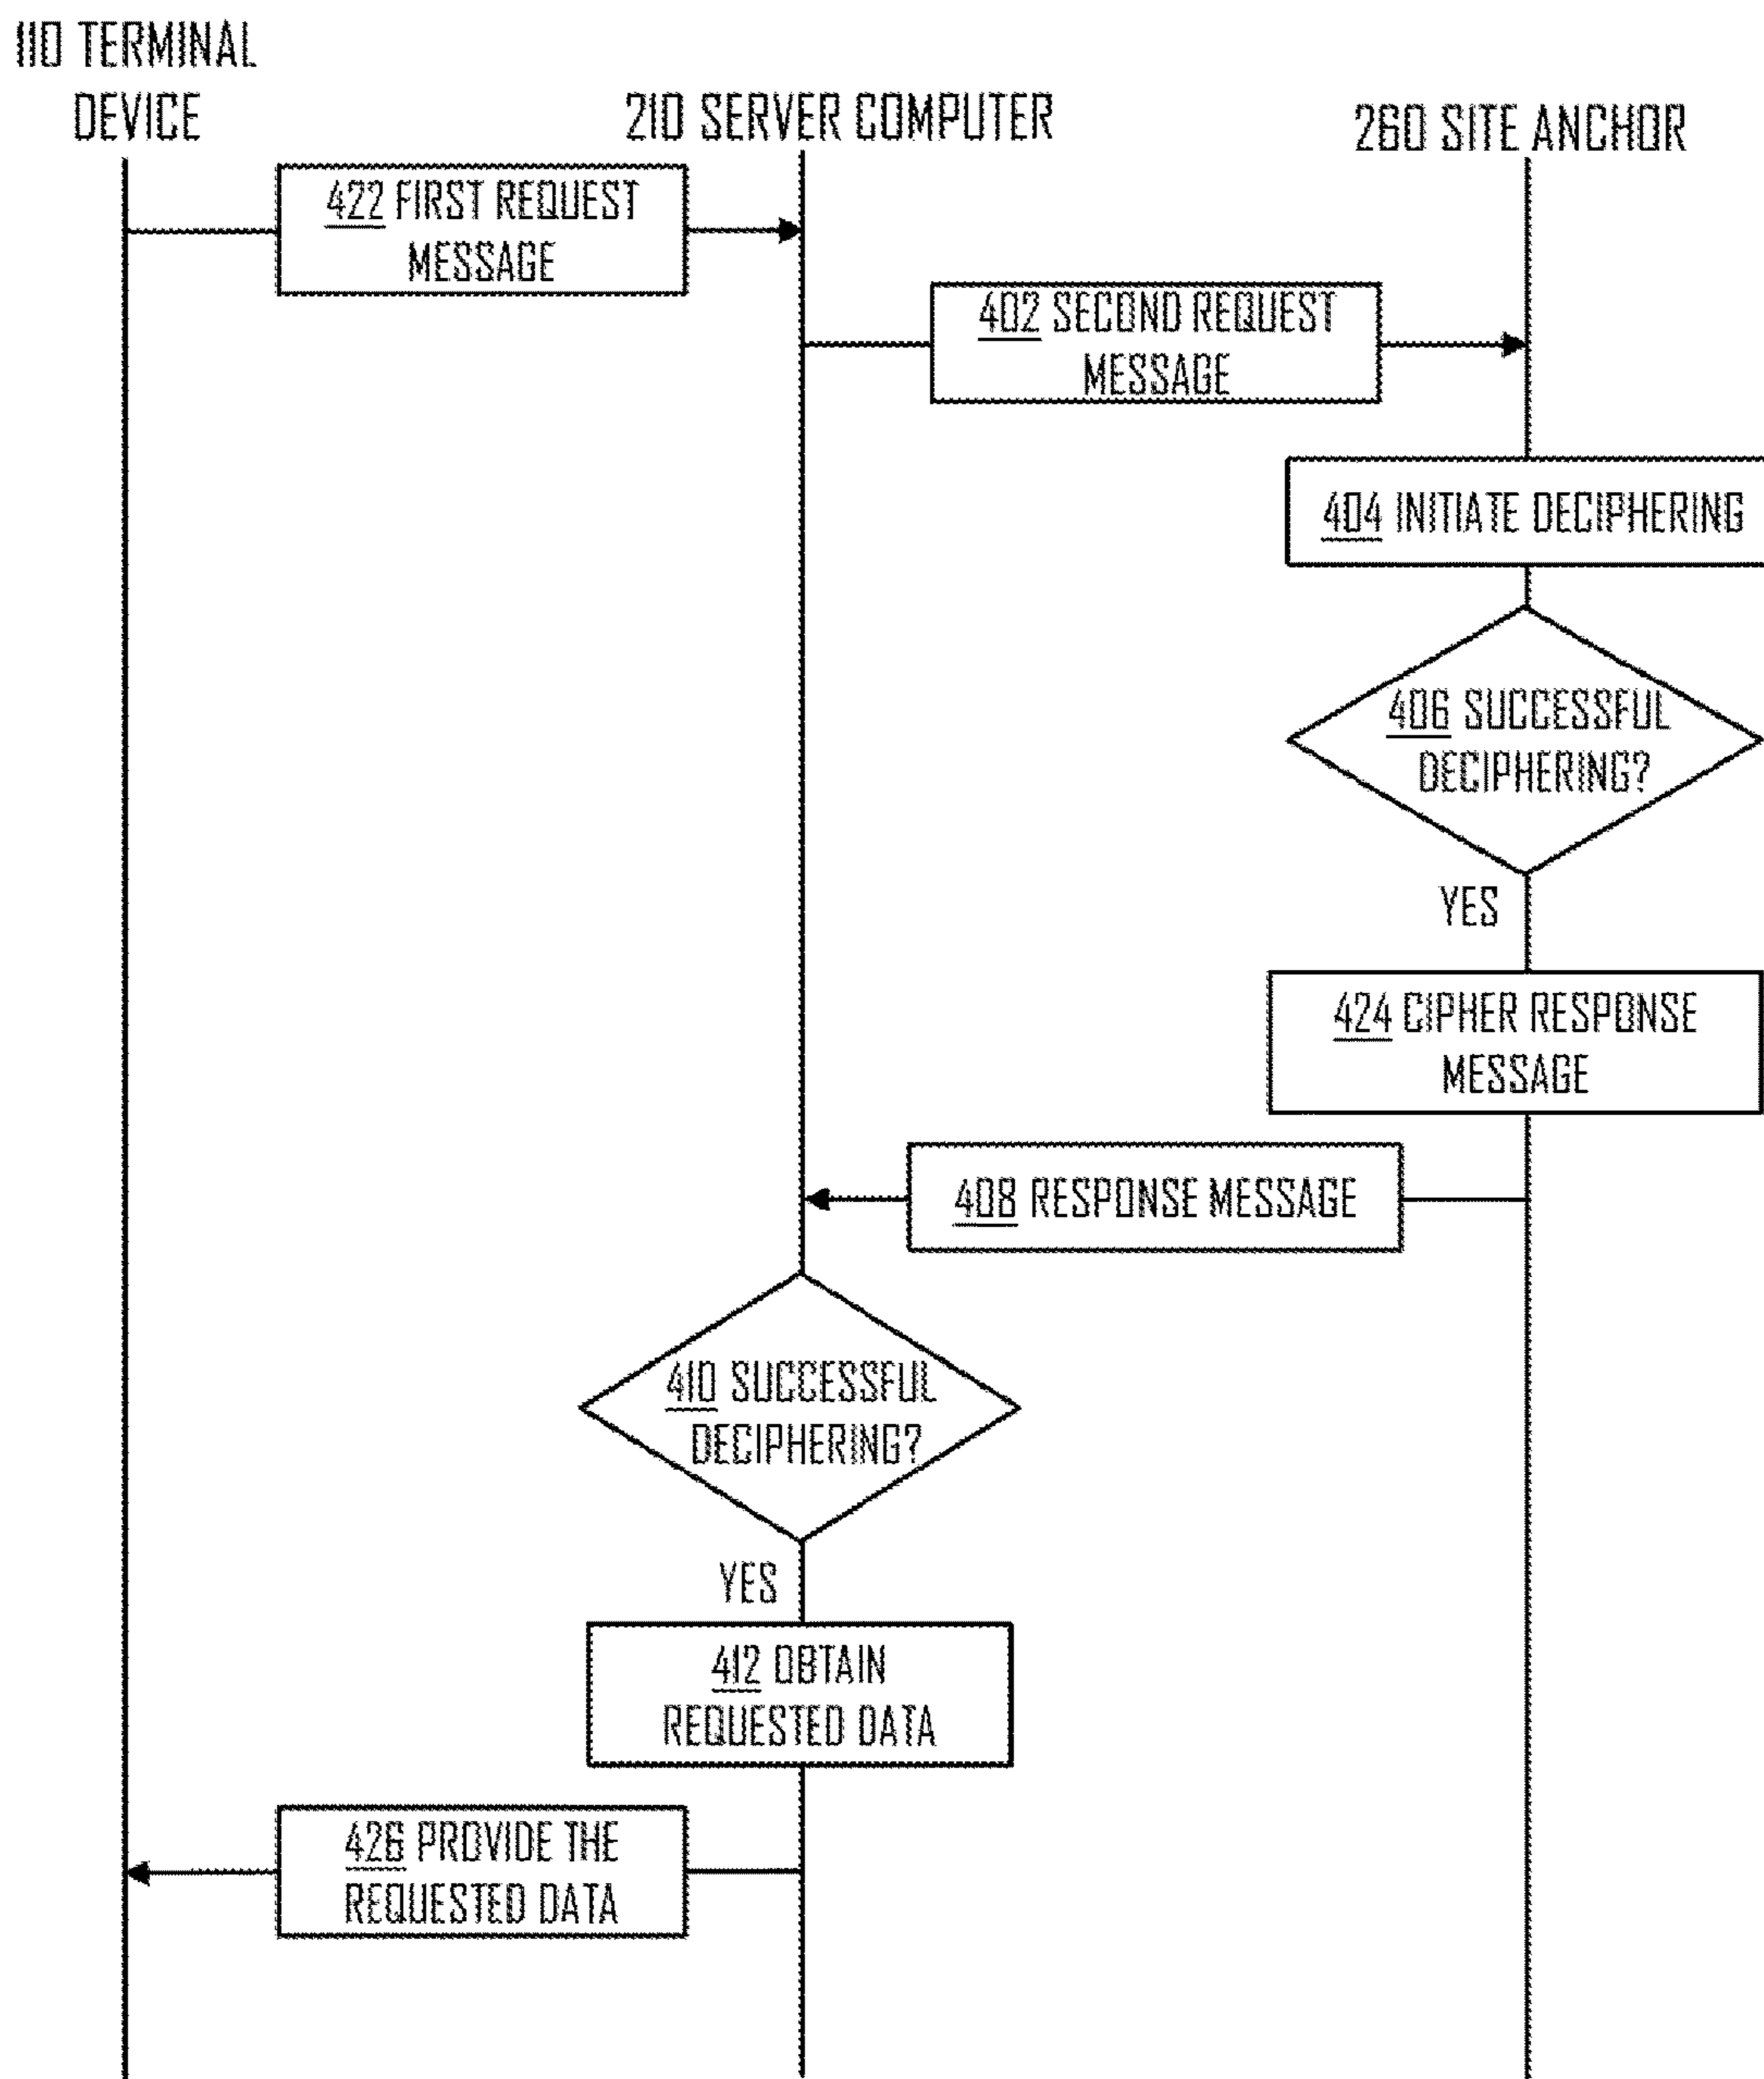 110 TERMINAL
DEVICE
210 SERVER COMPUTER
260 SITE ANCHOR
422 FIRST REQUEST
MESSAGE
402 SECOND REQUEST
MESSAGE
404 INITIATE DECIPHERING
406 SUCCESSFUL
DECIPHERING?
YES
424 CIPHER RESPONSE
MESSAGE
408 RESPONSE MESSAGE
410 SUCCESSFUL
DECIPHERING?
YES
412 OBTAIN
REQUESTED DATA
426 PROVIDE THE
REQUESTED DATA